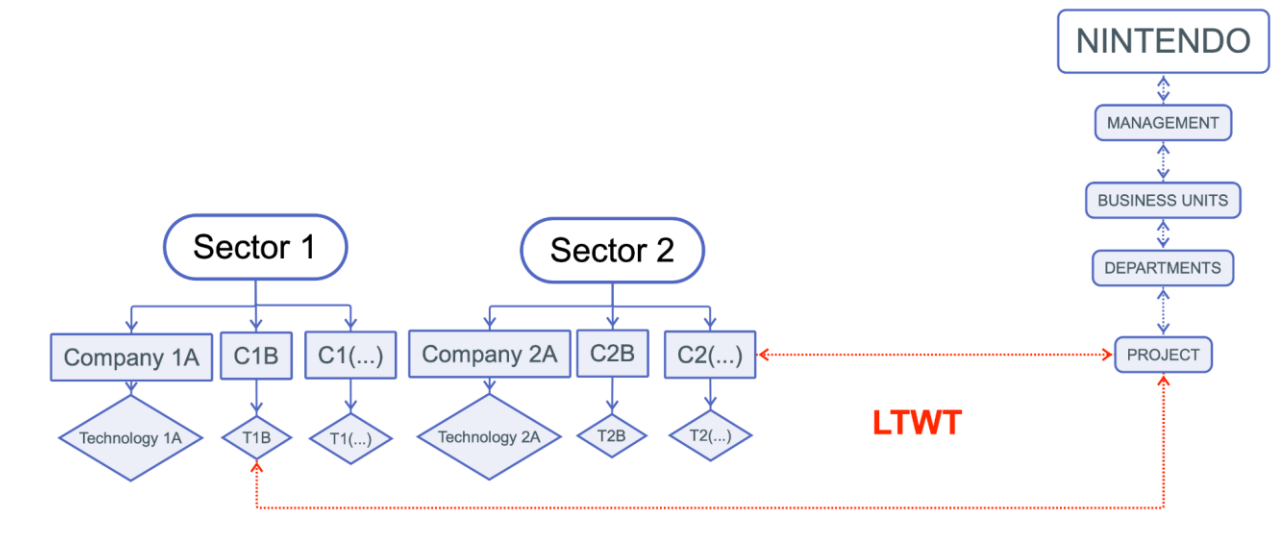 NINTENDO
MANAGEMENT
BUSINESS UNITS
DEPARTMENTS
PROJECT
Sector 1
Company 1A
C1B
C1(...)
Technology 1A
T1B
T1(...)
Sector 2
Company 2A
C2B
C2(...)
Technology 2A
T2B
T2(...)
LTWT